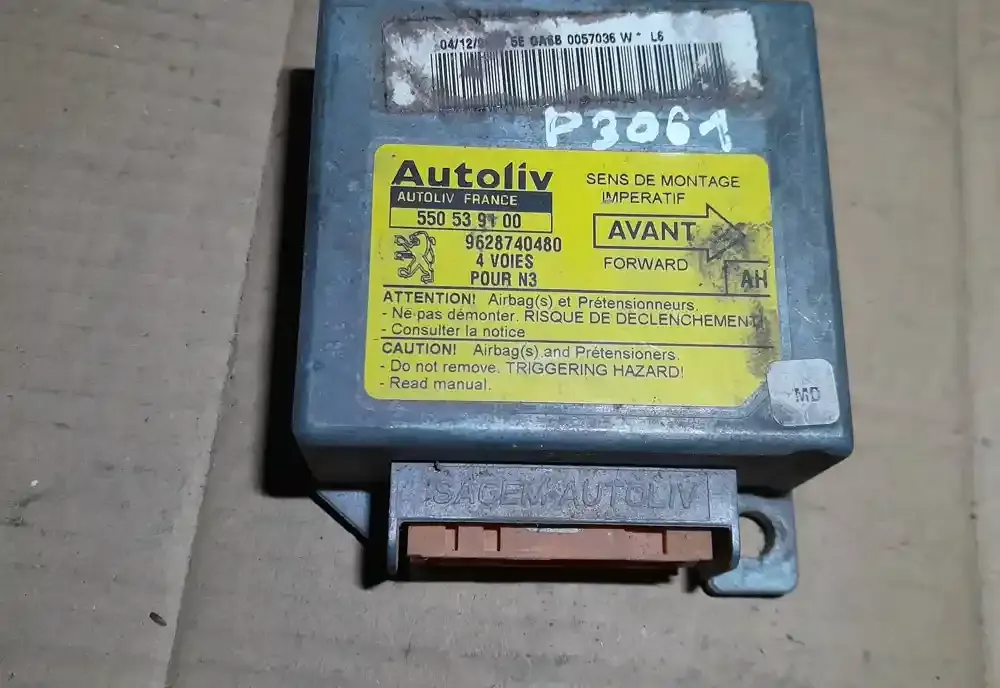 04/12/ 5E 0A8B 0057036 W* L6
P3061
Autoliv
AUTOLIV FRANCE
550 53 91 00
9628740480
4 VOIES
POUR N3
SENS DE MONTAGE
IMPERATIF
AVANT
FORWARD
AH
ATTENTION! Airbag(s) et Prétensionneurs.
- Ne pas démonter. RISQUE DE DECLENCHEMENT!
- Consulter la notice
CAUTION! Airbag(s) and Prétensioners.
- Do not remove. TRIGGERING HAZARD!
- Read manual.
MD
SAGEM-AUTOLIV